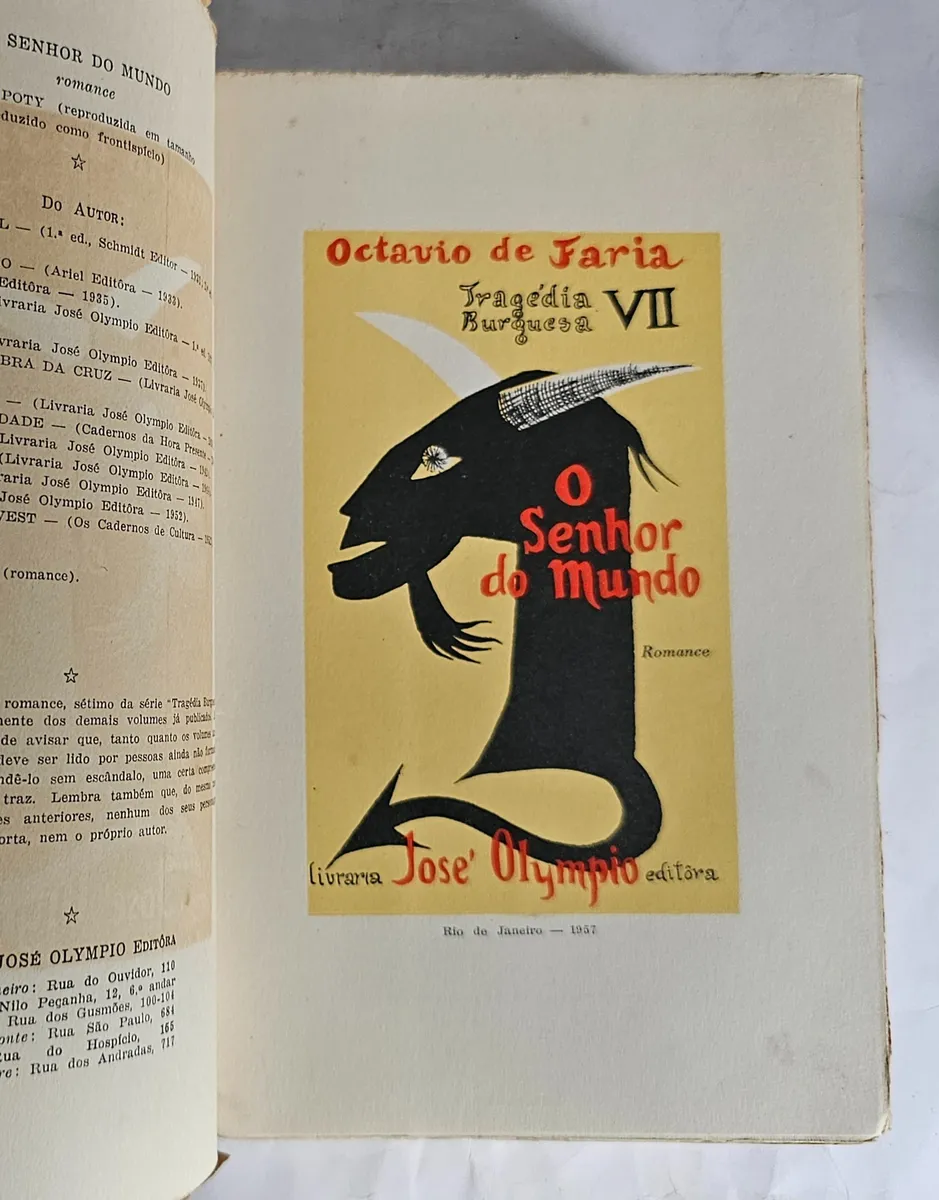 SENHOR DO MUNDO
romance
POTY (reproduzida em tamanho
duzido como frontispício)
Do Autor:
L — (1.ª ed., Schmidt Editor —
O — (Ariel Editôra — 1933).
Editôra — 1935).
ivraria José Olympio Editôra — 1.ª ed
vraria José Olympio Editôra — 1937).
BRA DA CRUZ — (Livraria José
— (Livraria José Olympio Editôra —
DADE — (Cadernos da Hora Presente —
Livraria José Olympio Editôra —
(Livraria José Olympio Editôra —
raria José Olympio Editôra — 1947).
José Olympio Editôra — 1952).
VEST — (Os Cadernos de Cultura —
(romance).
romance, sétimo da série "Tragédia
mente dos demais volumes já publicados
de avisar que, tanto quanto os volumes
deve ser lido por pessoas ainda não
ndê-lo sem escândalo, uma certa
traz. Lembra também que, do mesmo
es anteriores, nenhum dos seus
orta, nem o próprio autor.
JOSÉ OLYMPIO EDITÔRA
eiro: Rua do Ouvidor, 110
Nilo Peçanha, 12, 6.º andar
Rua dos Gusmões, 100-104
onte: Rua São Paulo, 684
ua do Hospício, 165
re: Rua dos Andradas, 717
Octavio de Faria
Tragédia
Burguesa VII
O
Senhor
do Mundo
Romance
livraria José Olympio editôra
Rio de Janeiro — 1957